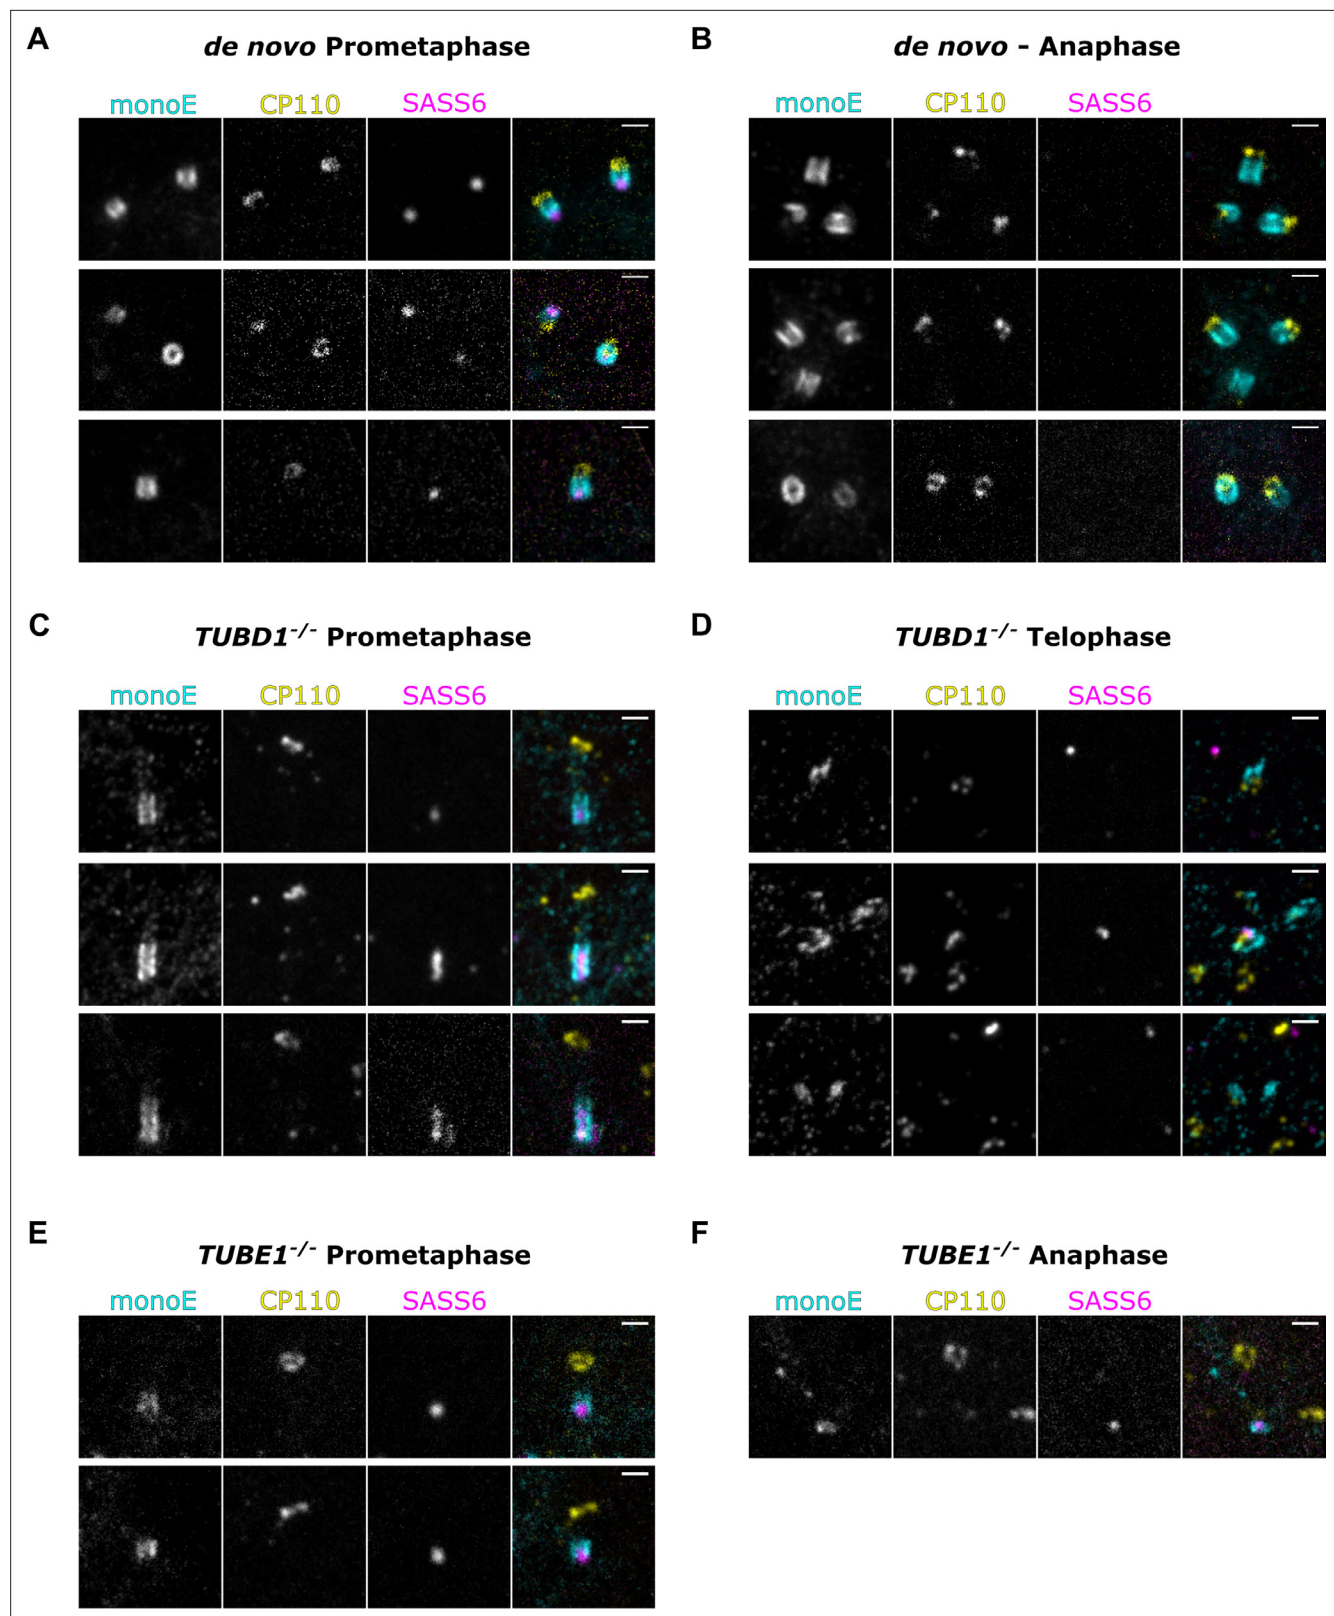 A
de novo Prometaphase
monoE CP110 SASS6
B
de novo - Anaphase
monoE CP110 SASS6
C
TUBD1-/- Prometaphase
monoE CP110 SASS6
D
TUBD1-/- Telophase
monoE CP110 SASS6
E
TUBE1-/- Prometaphase
monoE CP110 SASS6
F
TUBE1-/- Anaphase
monoE CP110 SASS6